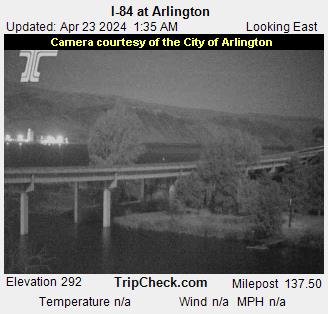 I-84 at Arlington
Updated: Apr 23 2024 1:35 AM Looking East
Camera courtesy of the City of Arlington
Elevation 292 TripCheck.com Milepost 137.50
Temperature n/a Wind n/a MPH n/a